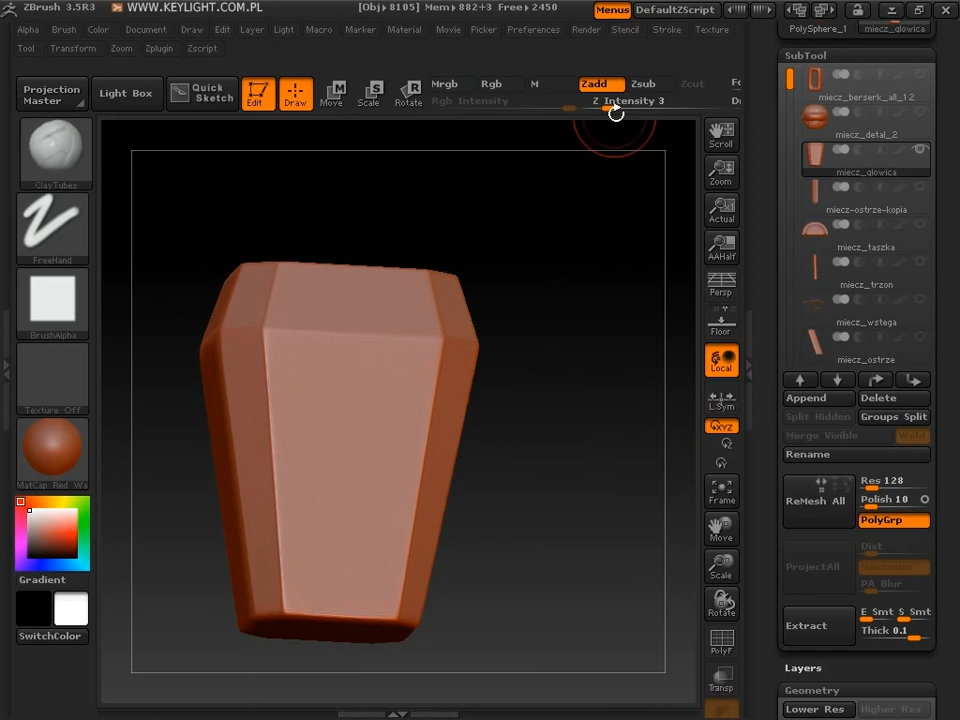 ZBrush 3.5R3 WWW.KEYLIGHT.COM.PL [Obj▸8105] Mem▸882+3 Free▸2450 Menus DefaultZScript
Alpha Brush Color Document Draw Edit Layer Light Macro Marker Material Movie Picker Preferences Render Stencil Stroke Texture
Tool Transform Zoom Zplugin Zscript
PolySphere_1 miecz_glowica
SubTool
Projection Master
Light Box
Quick Sketch
Edit Draw Move Scale Rotate
Mrgb Rgb M Zadd Zsub Zcut
Rgb Intensity Z Intensity 3
ClayTubes
FreeHand
BrushAlpha
Texture Off
MatCap Red Wa
Gradient
SwitchColor
Scroll
Zoom
Actual
AAHalf
Persp
Floor
Local
L.Sym
XYZ
Frame
Move
Scale
Rotate
PolyF
Transp
miecz_berserk_all_12
miecz_detal_2
miecz_glowica
miecz-ostrze-kopia
miecz_taszka
miecz_trzon
miecz_wstega
miecz_ostrze
Append Delete
Split Hidden Groups Split
Merge Visible Weld
Rename
ReMesh All
Res 128
Polish 10
PolyGrp
ProjectAll
Dist
PA_Blur
Extract
E Smt S Smt
Thick 0.1
Layers
Geometry
Lower Res Higher Res